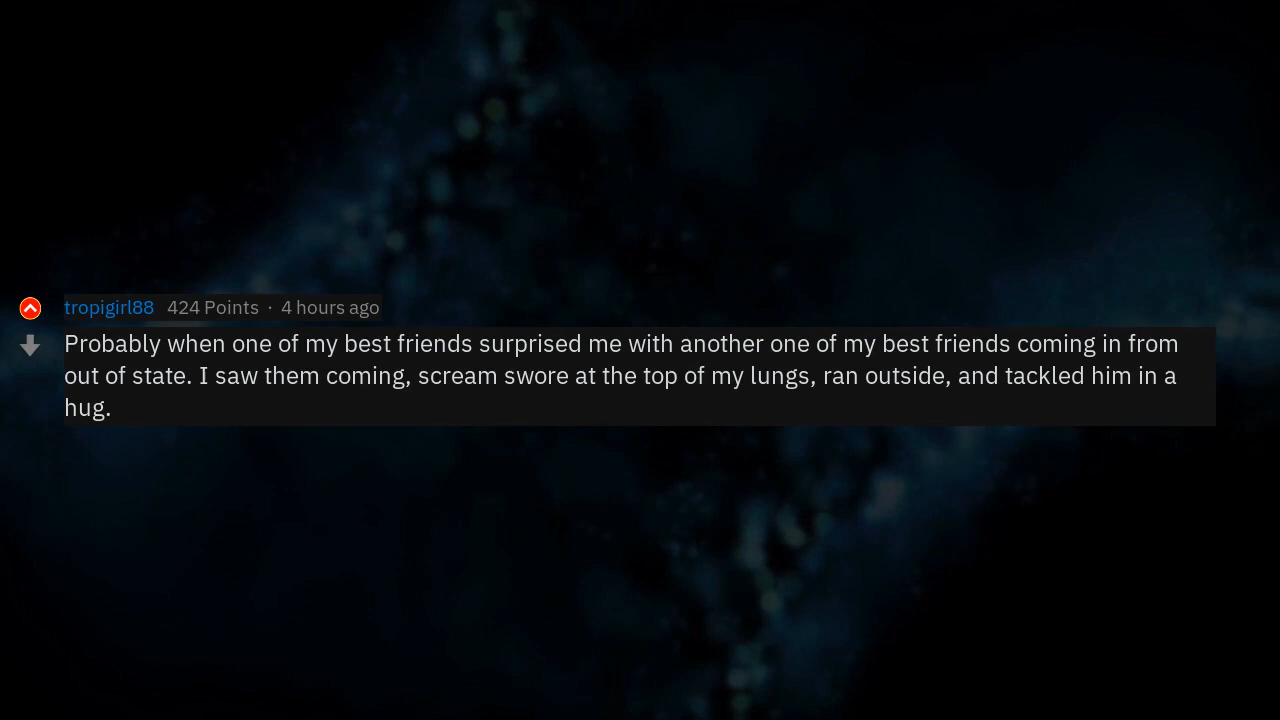 tropigirl88 424 Points · 4 hours ago
Probably when one of my best friends surprised me with another one of my best friends coming in from
out of state. I saw them coming, scream swore at the top of my lungs, ran outside, and tackled him in a
hug.